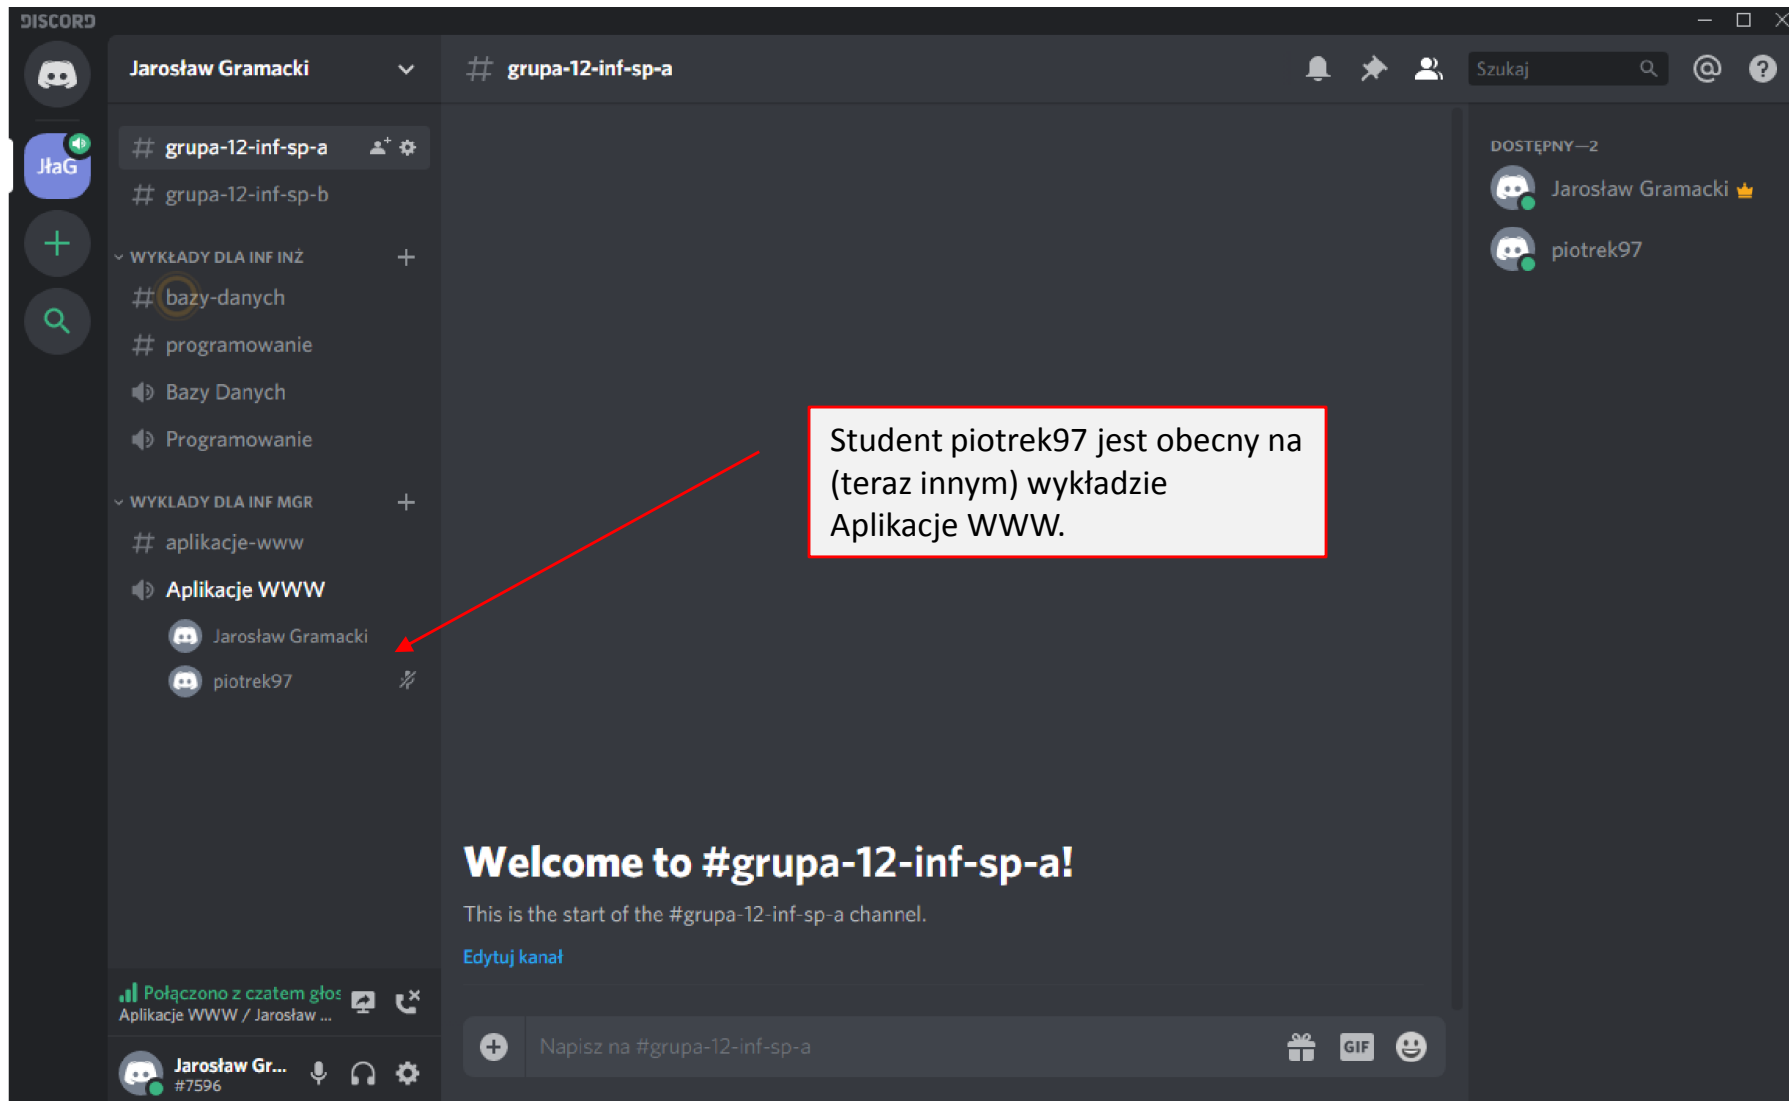 DISCORD
Jarosław Gramacki
grupa-12-inf-sp-a
Szukaj
JłaG
grupa-12-inf-sp-a
grupa-12-inf-sp-b
WYKŁADY DLA INF INŻ
bazy-danych
programowanie
Bazy Danych
Programowanie
WYKLADY DLA INF MGR
aplikacje-www
Aplikacje WWW
Jarosław Gramacki
piotrek97
Połączono z czatem głos
Aplikacje WWW / Jarosław ...
Jarosław Gr...
#7596
Student piotrek97 jest obecny na
(teraz innym) wykładzie
Aplikacje WWW.
Welcome to #grupa-12-inf-sp-a!
This is the start of the #grupa-12-inf-sp-a channel.
Edytuj kanał
Napisz na #grupa-12-inf-sp-a
GIF
DOSTĘPNY—2
Jarosław Gramacki
piotrek97